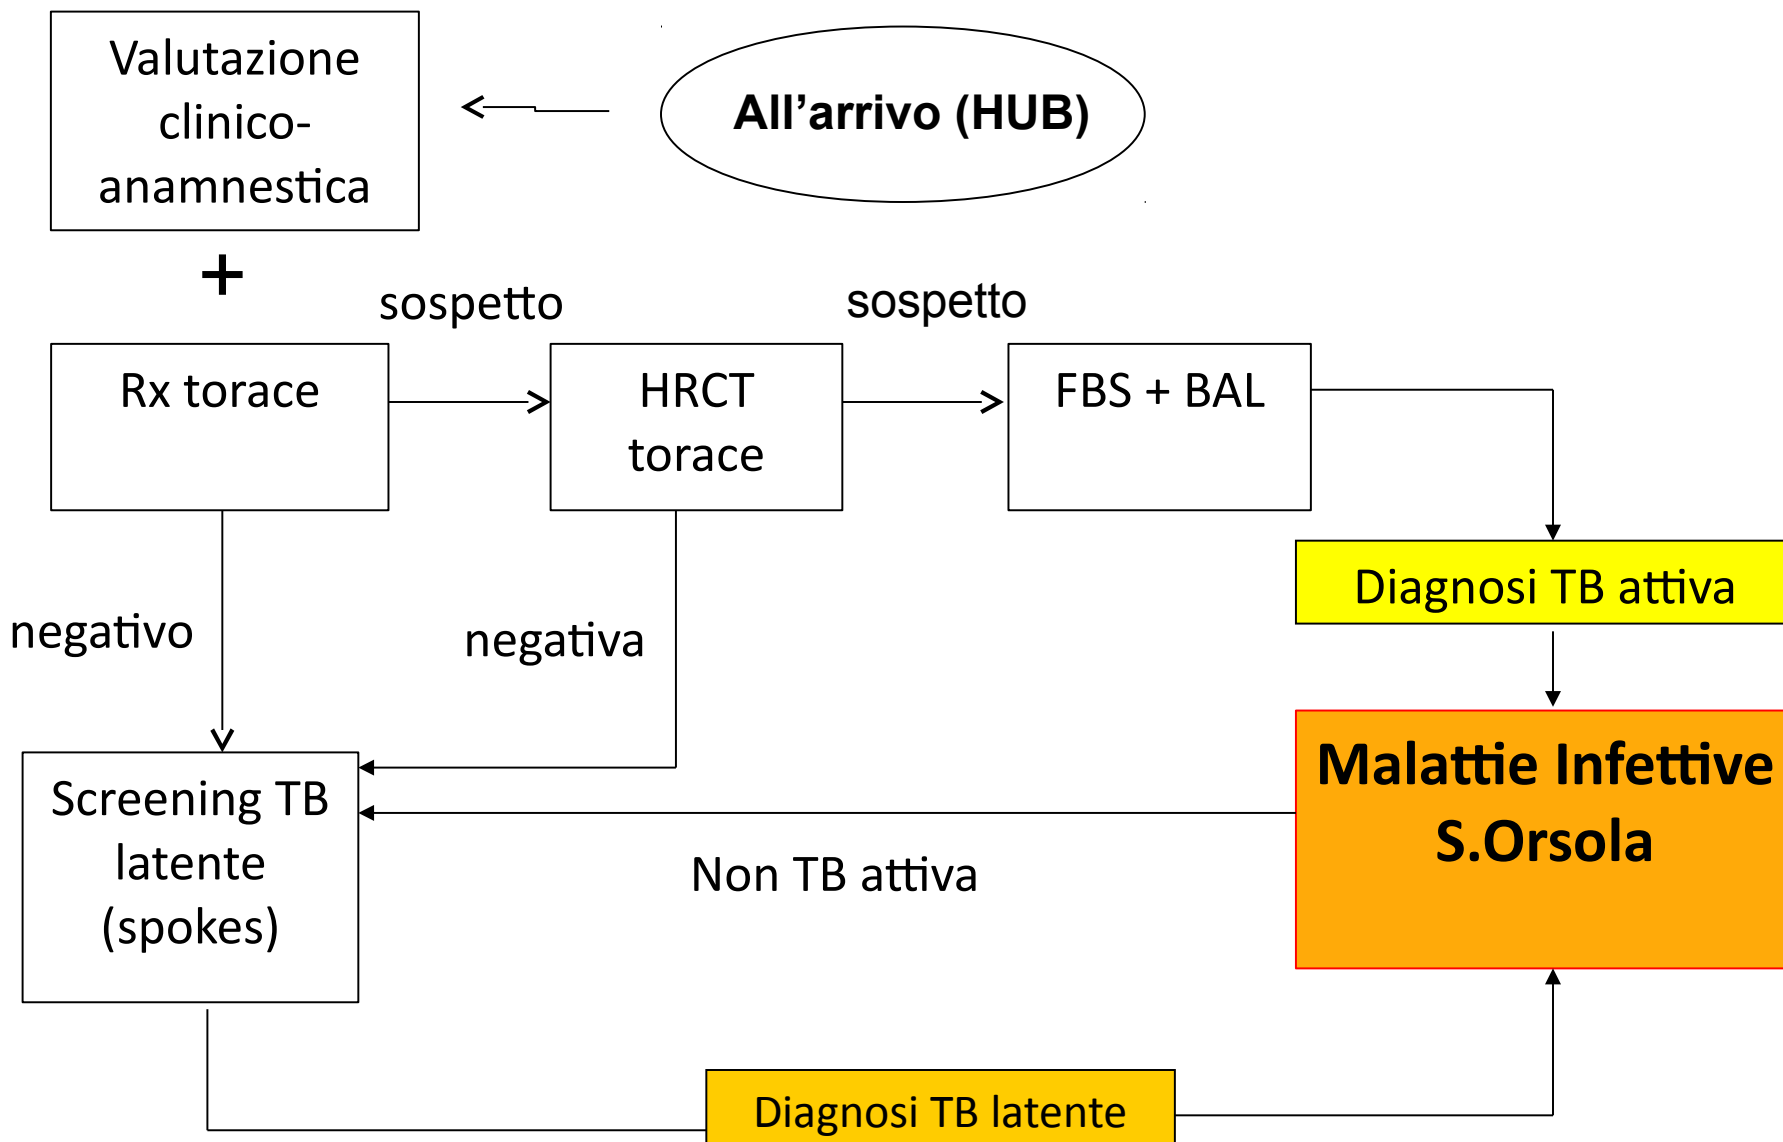 Valutazione
clinico-
anamnestica
All'arrivo (HUB)
+
sospetto
sospetto
Rx torace
HRCT
torace
FBS + BAL
Diagnosi TB attiva
negativo
negativa
Malattie Infettive
S.Orsola
Screening TB
latente
(spokes)
Non TB attiva
Diagnosi TB latente